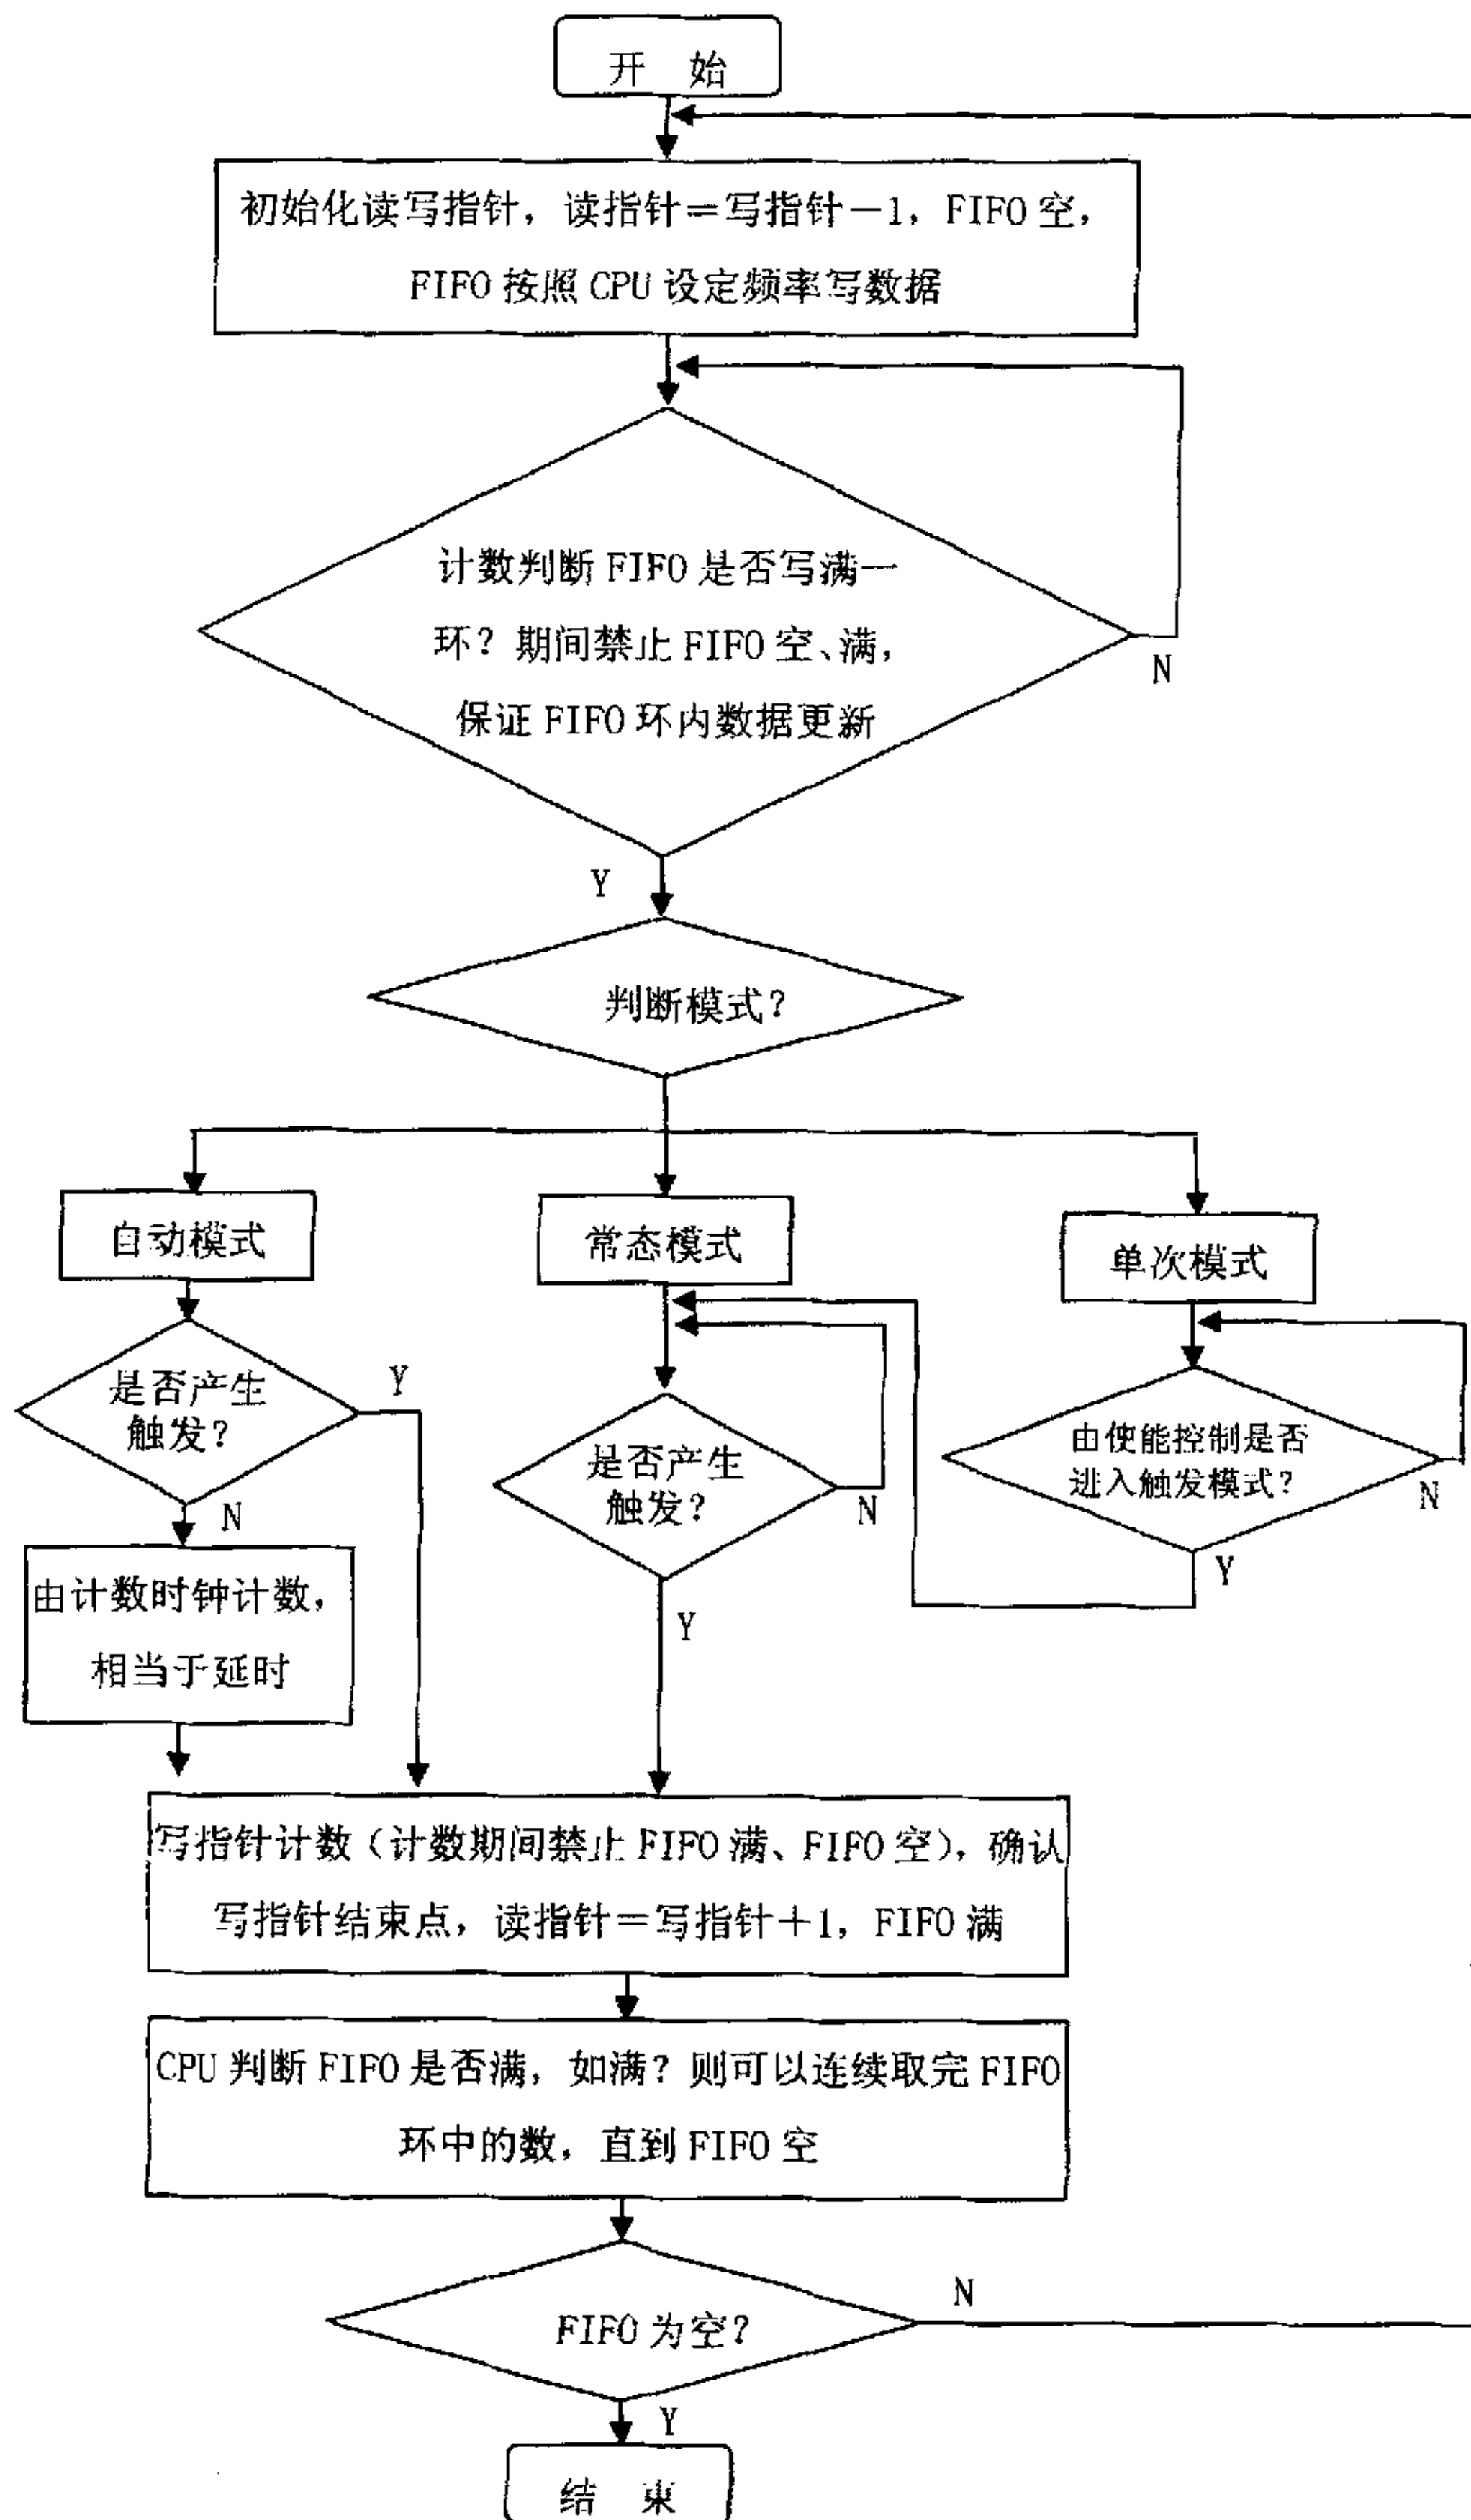 开 始
初始化读写指针，读指针＝写指针－1，FIFO 空，
FIFO 按照 CPU 设定频率写数据
计数判断 FIFO 是否写满一
环？期间禁止 FIFO 空、满，
保证 FIFO 环内数据更新
N
Y
判断模式？
自动模式
常态模式
单次模式
是否产生
触发？
Y
N
是否产生
触发？
N
Y
由使能控制是否
进入触发模式？
N
Y
由计数时钟计数，
相当于延时
写指针计数（计数期间禁止 FIFO 满、FIFO 空），确认
写指针结束点，读指针＝写指针＋1，FIFO 满
CPU 判断 FIFO 是否满，如满？则可以连续取完 FIFO
环中的数，直到 FIFO 空
FIFO 为空？
N
Y
结 束